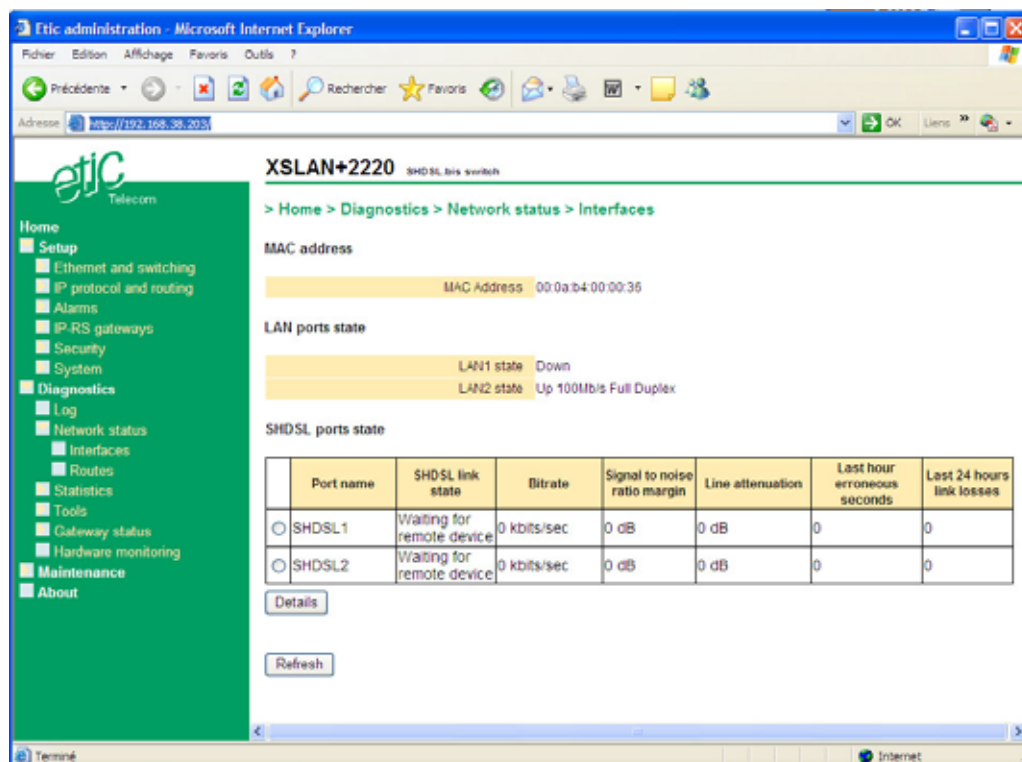 Etic administration - Microsoft Internet Explorer
Fichier Edition Affichage Favoris Outils ?
Précédente Rechercher Favoris
Adresse http://192.168.38.203/ OK Liens »
etic Telecom
XSLAN+2220 SHDSL.bis switch
> Home > Diagnostics > Network status > Interfaces
Home
Setup
Ethernet and switching
IP protocol and routing
Alarms
IP-RS gateways
Security
System
Diagnostics
Log
Network status
Interfaces
Routes
Statistics
Tools
Gateway status
Hardware monitoring
Maintenance
About
MAC address
MAC Address 00:0a:b4:00:00:36
LAN ports state
LAN1 state Down
LAN2 state Up 100Mb/s Full Duplex
SHDSL ports state
Port name SHDSL link state Bitrate Signal to noise ratio margin Line attenuation Last hour erroneous seconds Last 24 hours link losses
SHDSL1 Waiting for remote device 0 kbits/sec 0 dB 0 dB 0 0
SHDSL2 Waiting for remote device 0 kbits/sec 0 dB 0 dB 0 0
Details
Refresh
Terminé Internet